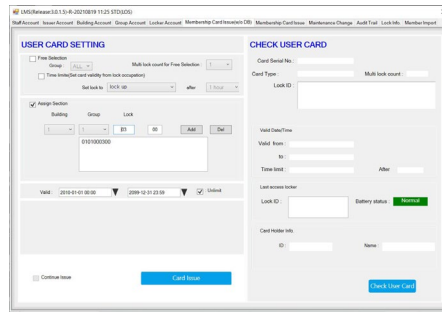 LMS(Release:3.0.1.5)-R-20210819 11:25 STD(iOS)
Staff Account Issuer Account Building Account Group Account Locker Account Membership Card Issue(w/o DB) Membership Card Issue Maintenance Change Audit Trail Lock Info. Member Import
USER CARD SETTING
Free Selection
Group : ALL Multi lock count for Free Selection : 1
Time limits(Set card validity from lock occupation)
Set lock to lock up after 1 hour
Assign Section
Building Group Lock
1 1 03 00 Add Del
0101000300
Valid : 2010-01-01 00:00 2099-12-31 23:59 Unlimit
Continue Issue Card Issue
CHECK USER CARD
Card Serial No :
Card Type : Multi lock count :
Lock ID :
Valid Date/Time
Valid from :
to :
Time limit : After:
Last access locker
Lock ID : Battery status : Normal
Card Holder Info.
ID : Name :
Check User Card